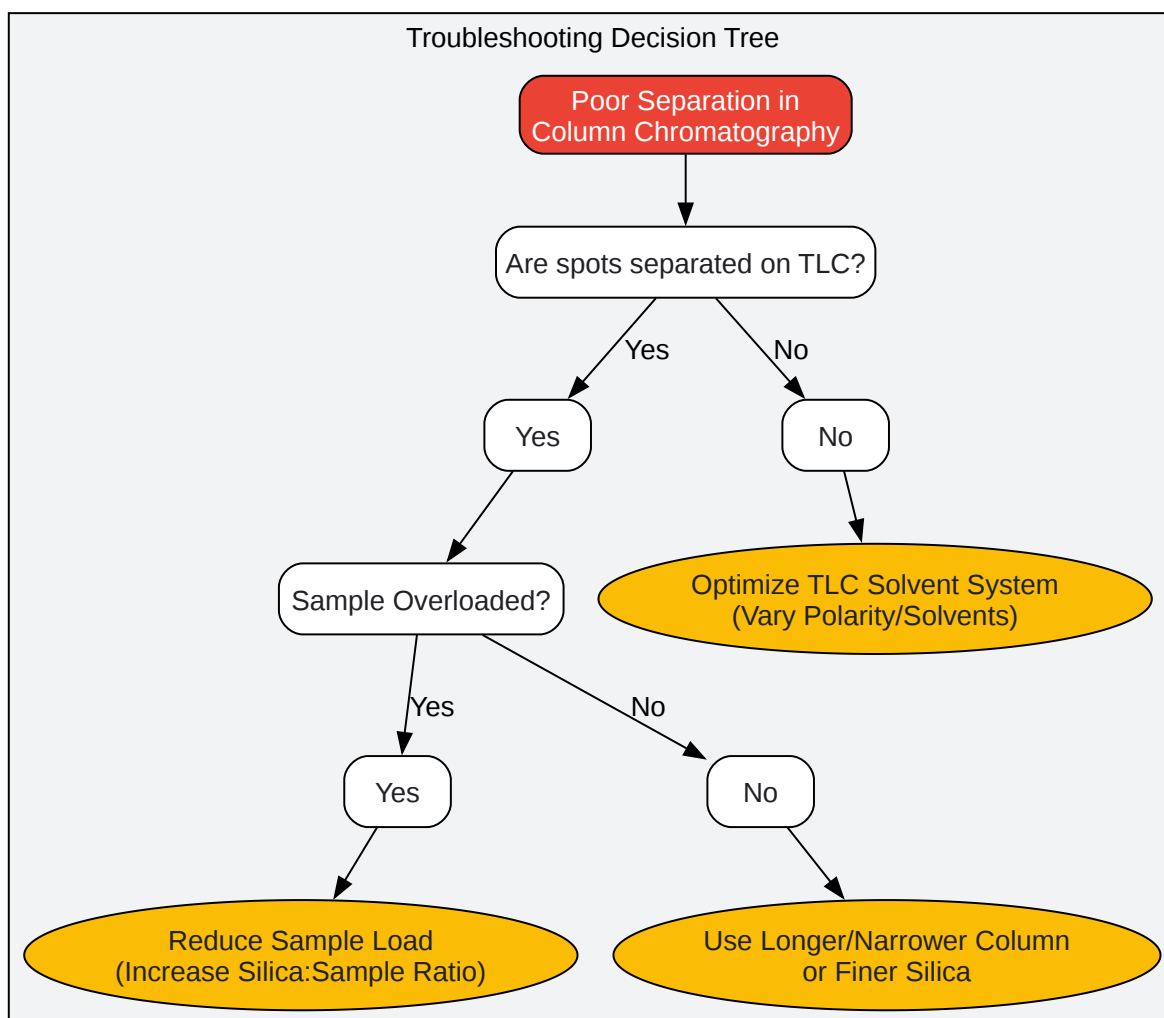 Troubleshooting Decision Tree
Poor Separation in
Column Chromatography
Are spots separated on TLC?
Yes
No
Yes
No
Sample Overloaded?
Optimize TLC Solvent System
(Vary Polarity/Solvents)
Yes
No
Yes
No
Reduce Sample Load
(Increase Silica:Sample Ratio)
Use Longer/Narrower Column
or Finer Silica